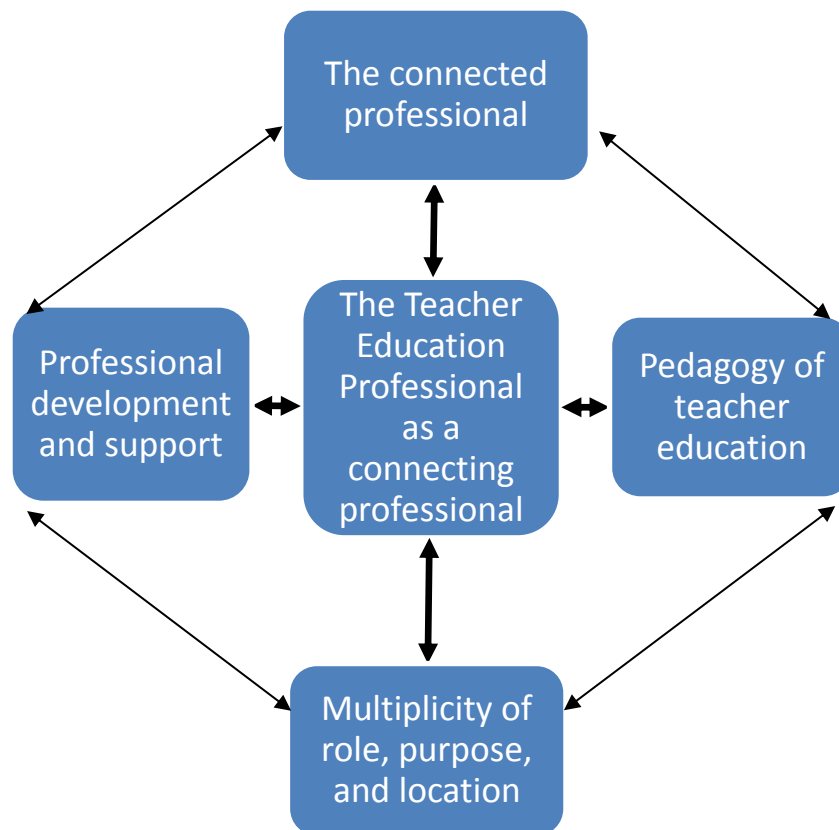 The connected
professional
Professional
development
and support
The Teacher
Education
Professional
as a
connecting
professional
Pedagogy of
teacher
education
Multiplicity of
role, purpose,
and location